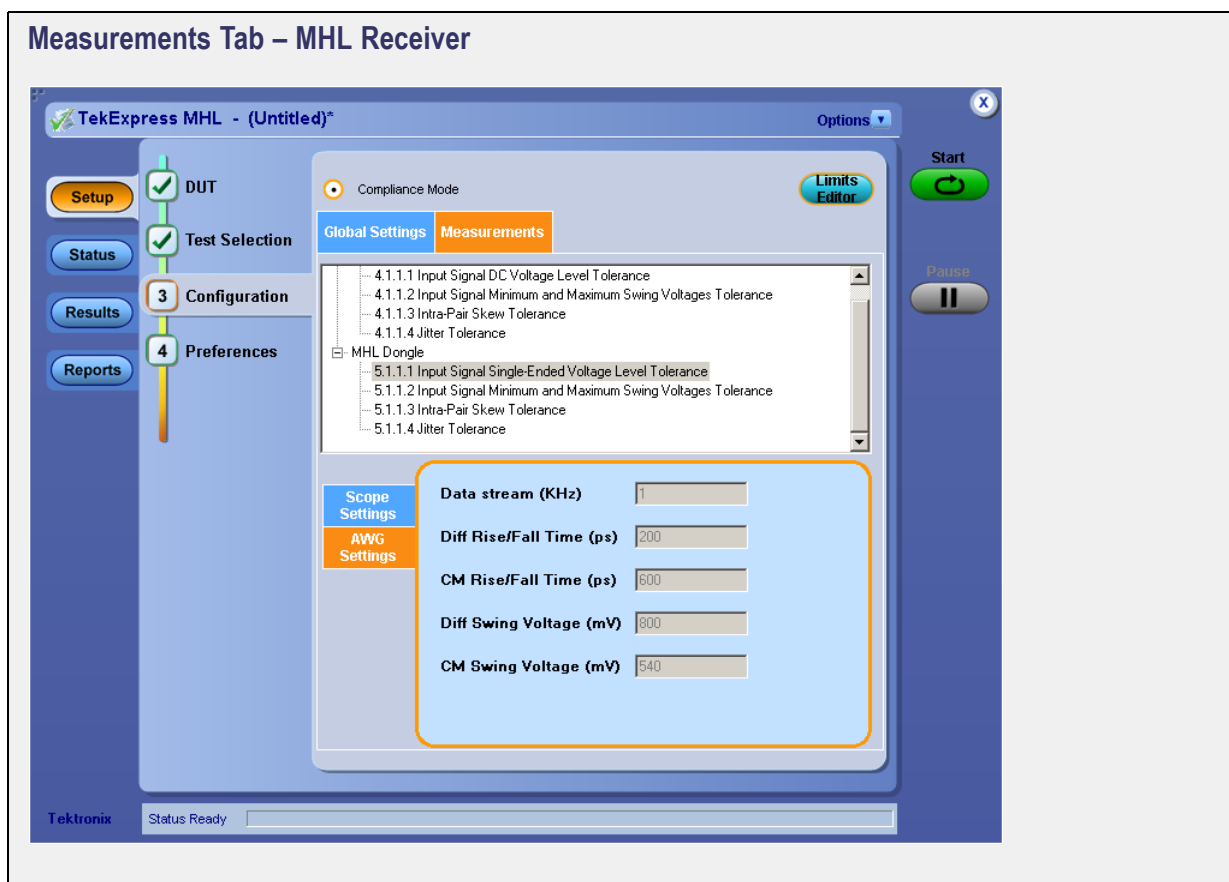 Measurements Tab – MHL Receiver
TekExpress MHL - (Untitled)*
Options
x
Start
Setup
DUT
Compliance Mode
Limits
Editor
Status
Test Selection
Global Settings
Measurements
Pause
Results
3
Configuration
4.1.1.1 Input Signal DC Voltage Level Tolerance
4.1.1.2 Input Signal Minimum and Maximum Swing Voltages Tolerance
4.1.1.3 Intra-Pair Skew Tolerance
4.1.1.4 Jitter Tolerance
Reports
4
Preferences
MHL Dongle
5.1.1.1 Input Signal Single-Ended Voltage Level Tolerance
5.1.1.2 Input Signal Minimum and Maximum Swing Voltages Tolerance
5.1.1.3 Intra-Pair Skew Tolerance
5.1.1.4 Jitter Tolerance
Scope
Settings
AWG
Settings
Data stream (KHz) 1
Diff Rise/Fall Time (ps) 200
CM Rise/Fall Time (ps) 600
Diff Swing Voltage (mV) 800
CM Swing Voltage (mV) 540
Tektronix
Status Ready